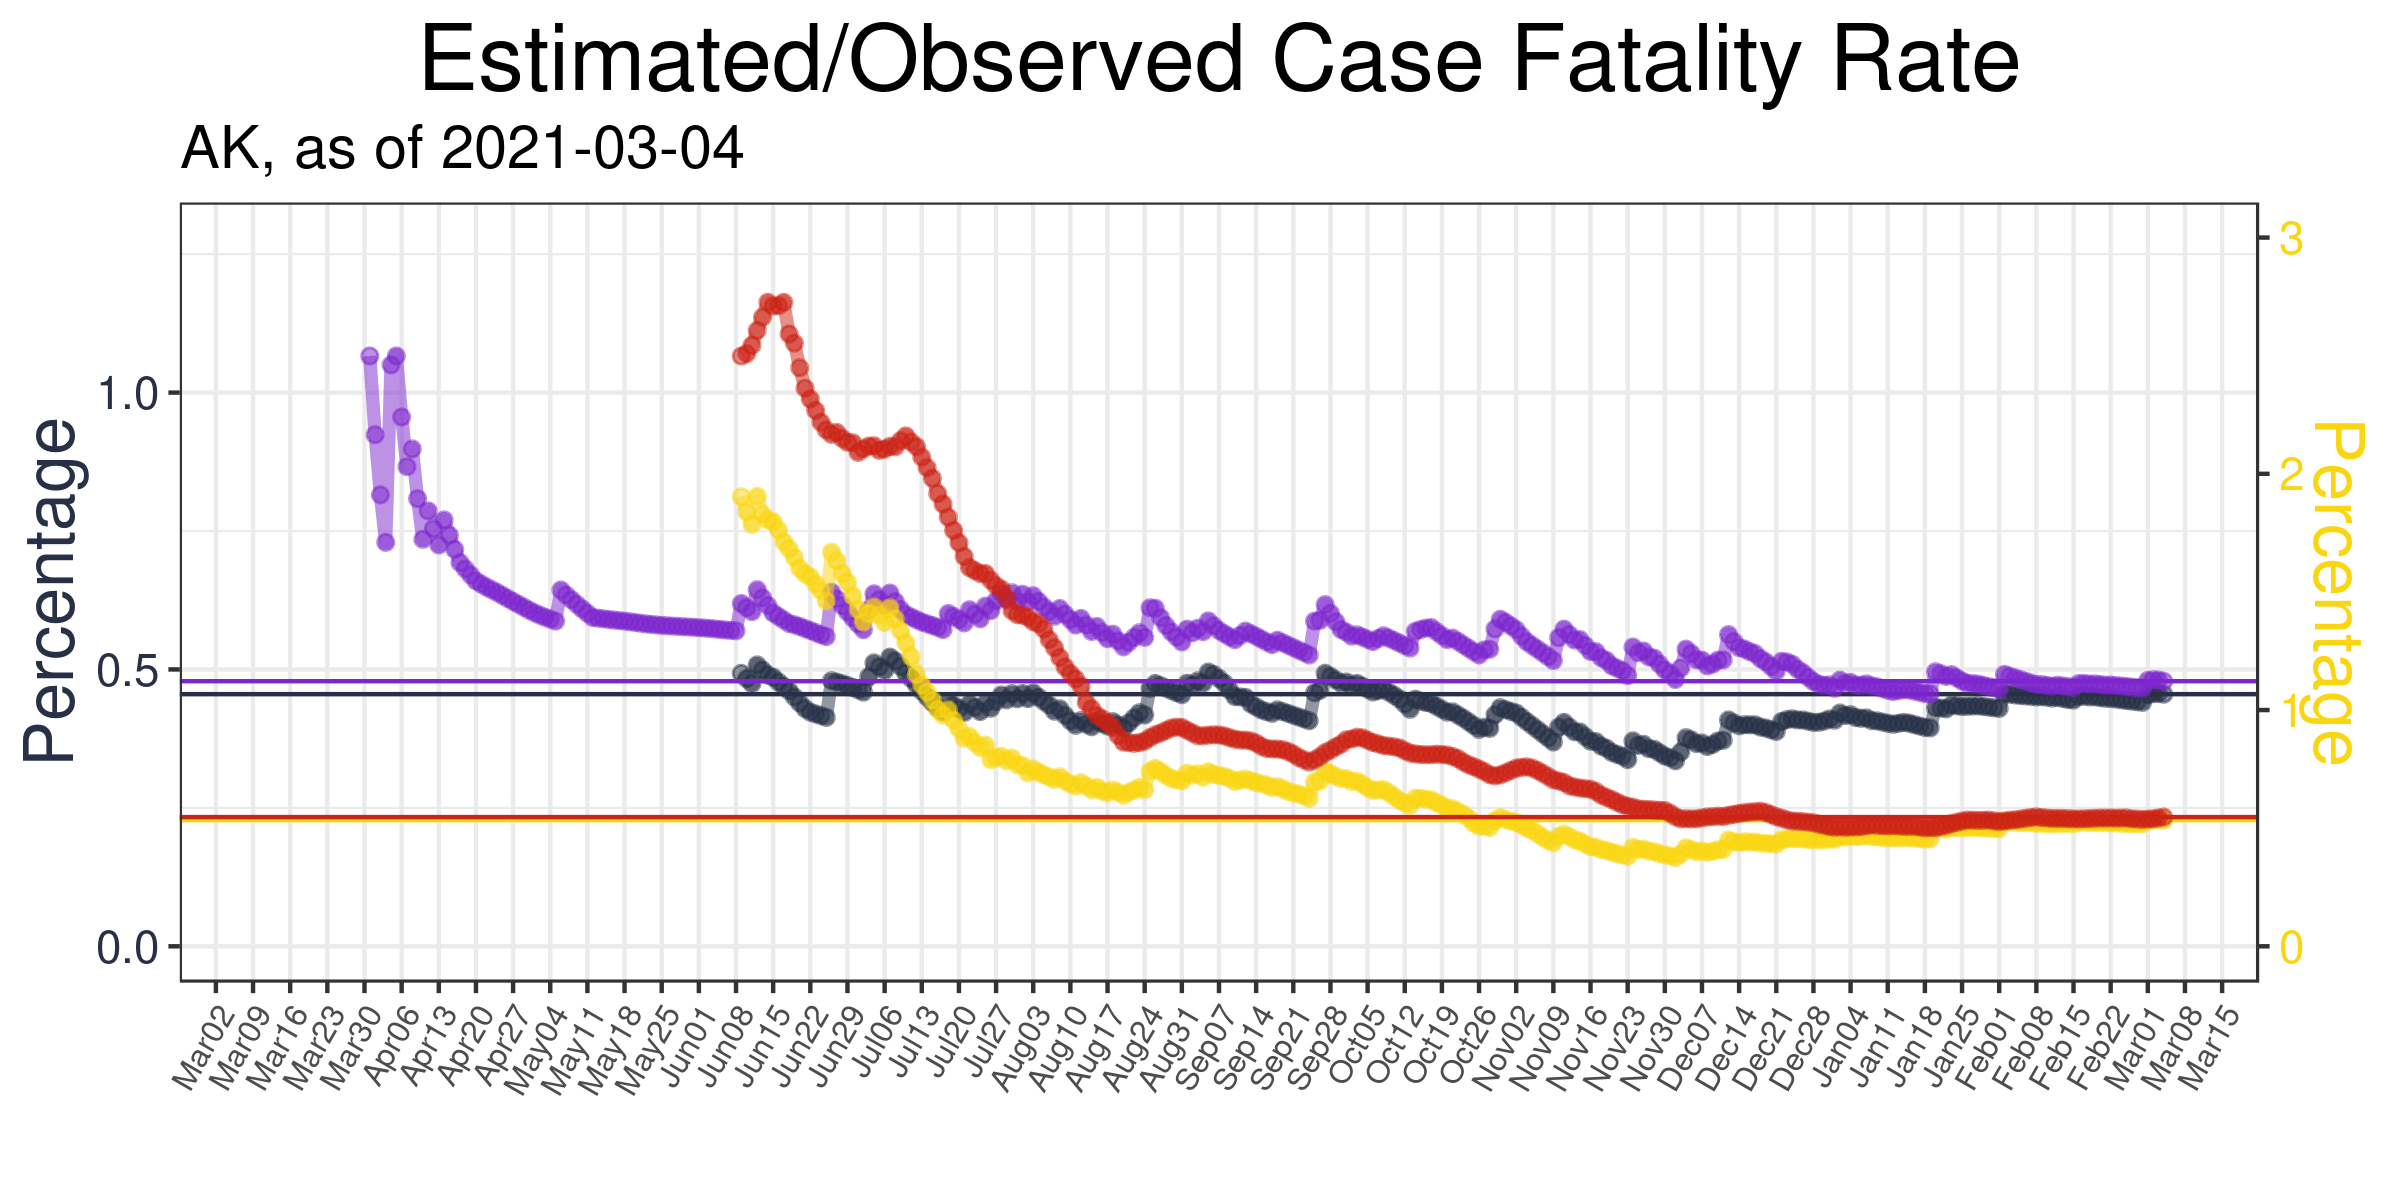 Estimated/Observed Case Fatality Rate
AK, as of 2021-03-04
Percentage
1.0
0.5
0.0
3
2
1
0
Percentage
Mar02
Mar09
Mar16
Mar23
Mar30
Apr06
Apr13
Apr20
Apr27
May04
May11
May18
May25
Jun01
Jun08
Jun15
Jun22
Jun29
Jul06
Jul13
Jul20
Jul27
Aug03
Aug10
Aug17
Aug24
Aug31
Sep07
Sep14
Sep21
Sep28
Oct05
Oct12
Oct19
Oct26
Nov02
Nov09
Nov16
Nov23
Nov30
Dec07
Dec14
Dec21
Dec28
Jan04
Jan11
Jan18
Jan25
Feb01
Feb08
Feb15
Feb22
Mar01
Mar08
Mar15